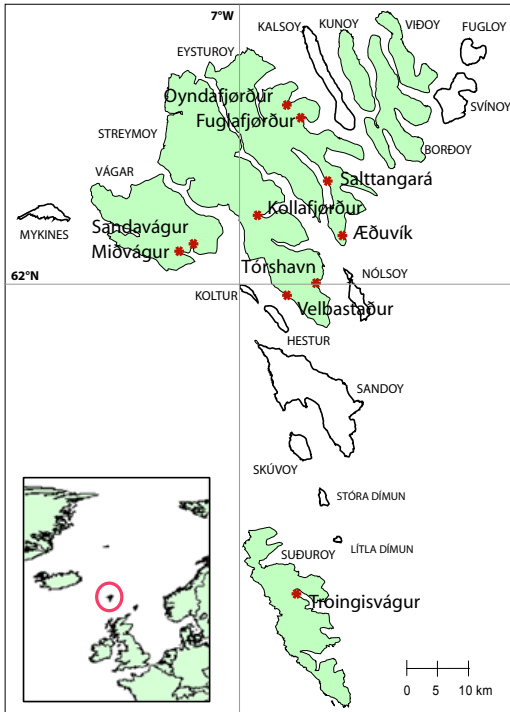 7°W
KALSOY
KUNOY
VIÐOY
FUGLOY
EYSTUROY
Oyndafjørður
SVÍNOY
Fuglafjørður
STREYMOY
BORÐOY
VÁGAR
Salttangará
Kollafjørður
Sandavágur
MYKINES
Æðuvík
Miðvágur
Tórshavn
62°N
NÓLSOY
KOLTUR
Velbastaður
HESTUR
SANDOY
SKÚVOY
STÓRA DÍMUN
LÍTLA DÍMUN
SUÐUROY
Troingisvágur
0 5 10 km